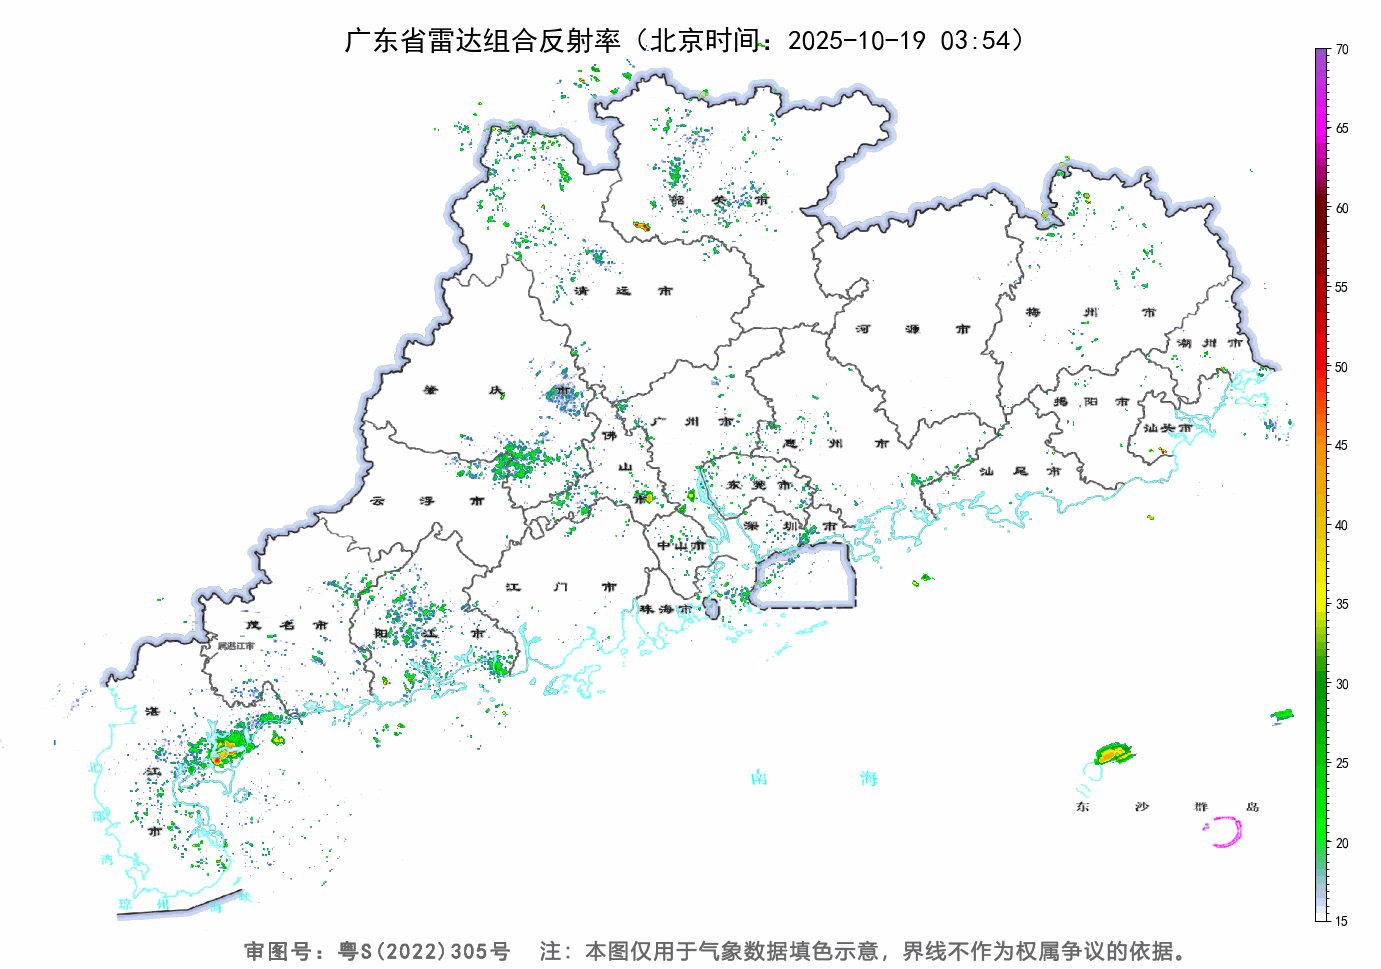 广东省雷达组合反射率（北京时间：2025-10-19 03:54）
70
65
60
55
50
45
40
35
30
25
20
15
韶关市
清远市
梅州市
河源市
潮州市
肇庆市
揭阳市
广州市
佛山市
惠州市
汕头市
云浮市
东莞市
汕尾市
深圳市
中山市
江门市
珠海市
茂名市
阳江市
属湛江市
湛江市
北部湾
南海
东沙群岛
琼州海峡
审图号：粤S(2022)305号 注：本图仅用于气象数据填色示意，界线不作为权属争议的依据。